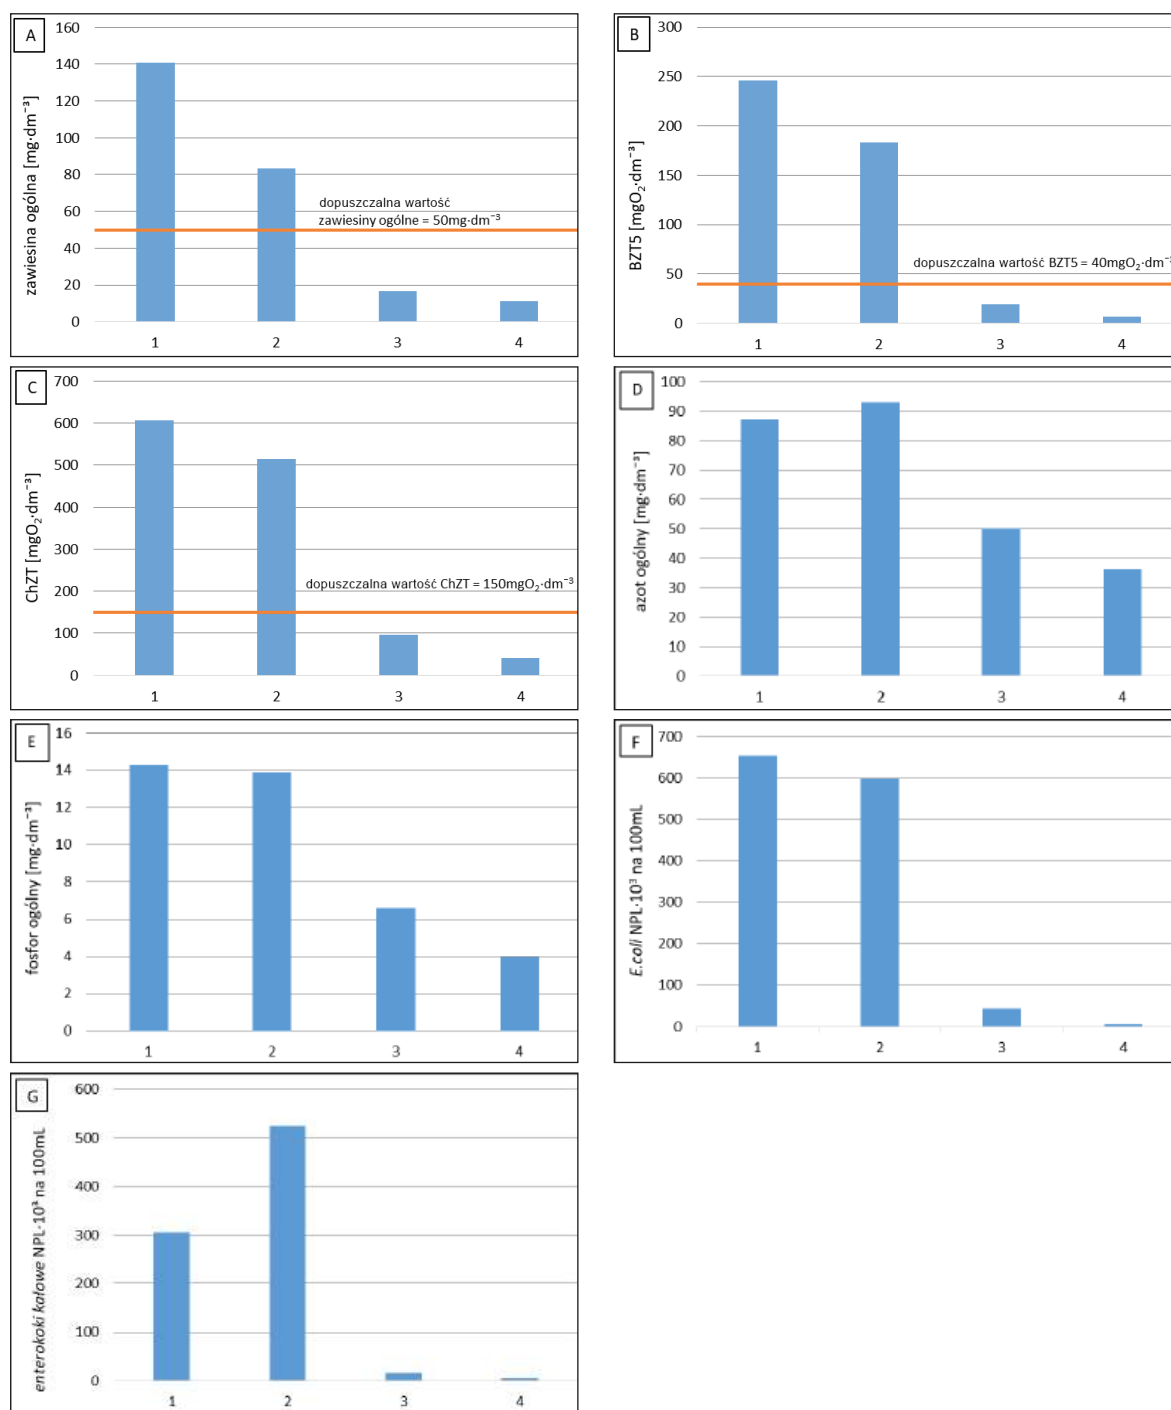 A
zawiesina ogólna [mg·dm⁻³]
160
140
120
100
80
60
40
20
0
dopuszczalna wartość
zawiesiny ogólne = 50mg·dm⁻³
1 2 3 4
B
BZT5 [mgO₂·dm⁻³]
300
250
200
150
100
50
0
dopuszczalna wartość BZT5 = 40mgO₂·dm⁻³
1 2 3 4
C
ChZT [mgO₂·dm⁻³]
700
600
500
400
300
200
100
0
dopuszczalna wartość ChZT = 150mgO₂·dm⁻³
1 2 3 4
D
azot ogólny [mg·dm⁻³]
100
90
80
70
60
50
40
30
20
10
0
1 2 3 4
E
fosfor ogólny [mg·dm⁻³]
16
14
12
10
8
6
4
2
0
1 2 3 4
F
E.coli NPL·10³ na 100mL
700
600
500
400
300
200
100
0
1 2 3 4
G
enterokoki kałowe NPL·10³ na 100mL
600
500
400
300
200
100
0
1 2 3 4